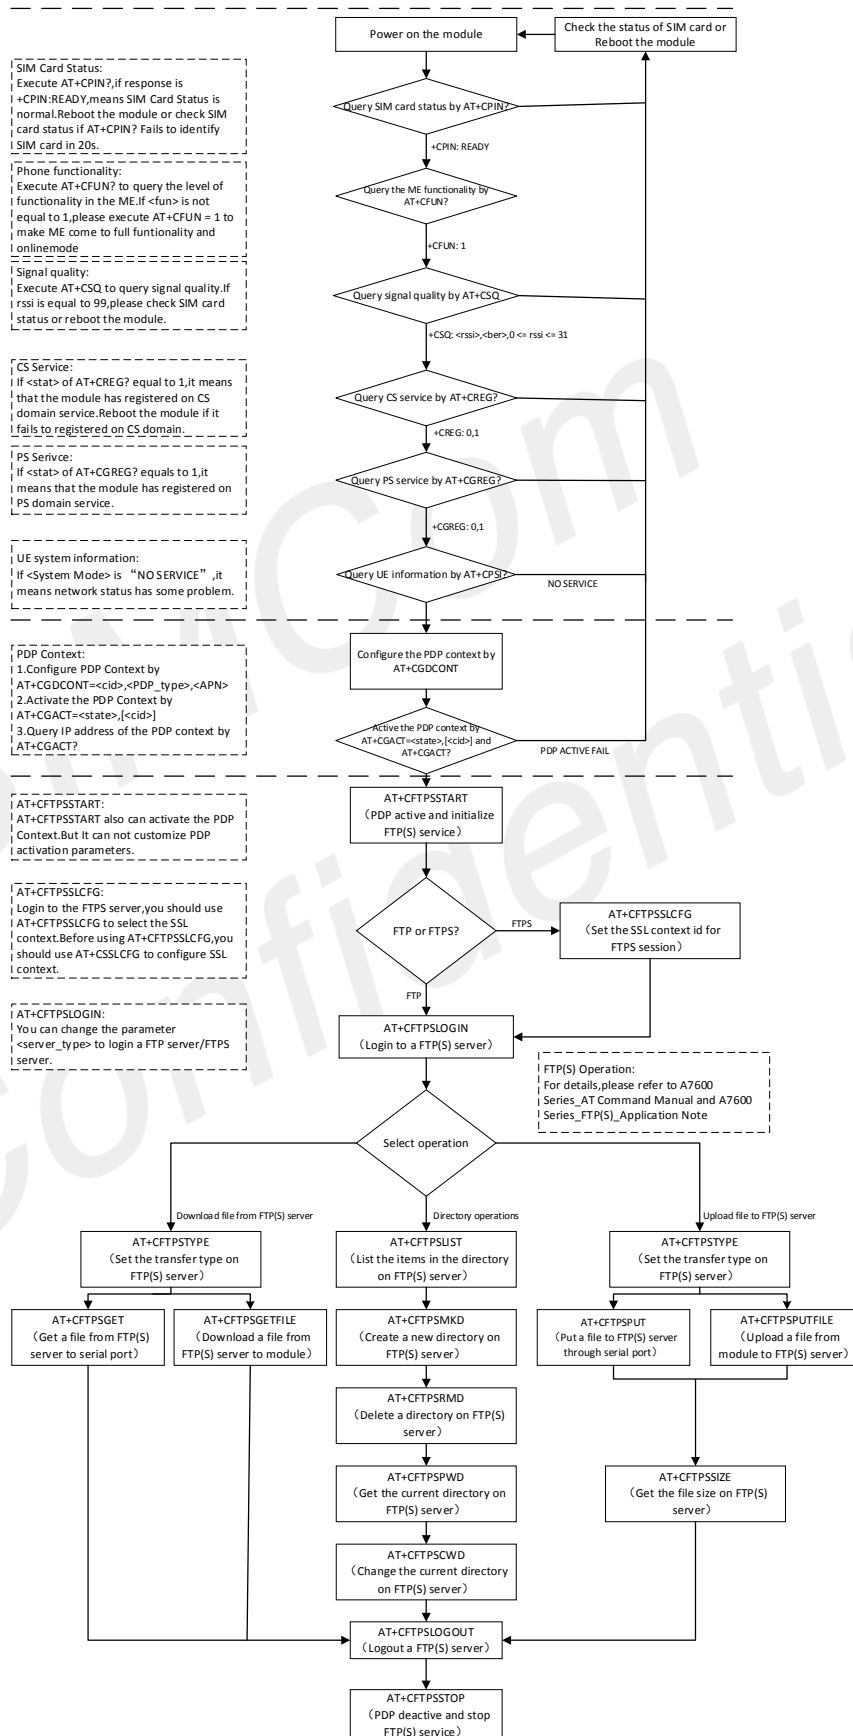 Power on the module
Check the status of SIM card or
Reboot the module
SIM Card Status:
Execute AT+CPIN?,if response is
+CPIN:READY,means SIM Card Status is
normal.Reboot the module or check SIM
card status if AT+CPIN? Fails to identify
SIM card in 20s.
Query SIM card status by AT+CPIN?
+CPIN: READY
Phone functionality:
Execute AT+CFUN? to query the level of
functionality in the ME.If <fun> is not
equal to 1,please execute AT+CFUN = 1 to
make ME come to full funtionality and
onlinemode
Query the ME functionality by
AT+CFUN?
+CFUN: 1
Signal quality:
Execute AT+CSQ to query signal quality.If
rssi is equal to 99,please check SIM card
status or reboot the module.
Query signal quality by AT+CSQ
+CSQ: <rssi>,<ber>,0 <= rssi <= 31
CS Service:
If <stat> of AT+CREG? equal to 1,it means
that the module has registered on CS
domain service.Reboot the module if it
fails to registered on CS domain.
Query CS service by AT+CREG?
+CREG: 0,1
PS Serivce:
If <stat> of AT+CGREG? equals to 1,it
means that the module has registered on
PS domain service.
Query PS service by AT+CGREG?
+CGREG: 0,1
UE system information:
If <System Mode> is “NO SERVICE”,it
means network status has some problem.
Query UE information by AT+CPSI?
NO SERVICE
PDP Context:
1.Configure PDP Context by
AT+CGDCONT=<cid>,<PDP_type>,<APN>
2.Activate the PDP Context by
AT+CGACT=<state>,[<cid>]
3.Query IP address of the PDP context by
AT+CGACT?
Configure the PDP context by
AT+CGDCONT
Active the PDP context by
AT+CGACT=<state>,[<cid>] and
AT+CGACT?
PDP ACTIVE FAIL
AT+CFTPSSTART:
AT+CFTPSSTART also can activate the PDP
Context.But It can not customize PDP
activation parameters.
AT+CFTPSSTART
（PDP active and initialize
FTP(S) service）
AT+CFTPSSLCFG:
Login to the FTPS server,you should use
AT+CFTPSSLCFG to select the SSL
context.Before using AT+CFTPSSLCFG,you
should use AT+CSSLCFG to configure SSL
context.
FTP or FTPS?
FTPS
AT+CFTPSSLCFG
（Set the SSL context id for
FTPS session）
FTP
AT+CFTPSLOGIN:
You can change the parameter
<server_type> to login a FTP server/FTPS
server.
AT+CFTPSLOGIN
（Login to a FTP(S) server）
FTP(S) Operation:
For details,please refer to A7600
Series_AT Command Manual and A7600
Series_FTP(S)_Application Note
Select operation
Download file from FTP(S) server
Directory operations
Upload file to FTP(S) server
AT+CFTPSTYPE
（Set the transfer type on
FTP(S) server）
AT+CFTPSLIST
（List the items in the directory
on FTP(S) server）
AT+CFTPSTYPE
（Set the transfer type on
FTP(S) server）
AT+CFTPSGET
（Get a file from FTP(S)
server to serial port）
AT+CFTPSGETFILE
（Download a file from
FTP(S) server to module）
AT+CFTPSMKD
（Create a new directory on
FTP(S) server）
AT+CFTPSPUT
（Put a file to FTP(S) server
through serial port）
AT+CFTPSPUTFILE
（Upload a file from
module to FTP(S) server）
AT+CFTPSRMD
（Delete a directory on FTP(S)
server）
AT+CFTPSPWD
（Get the current directory on
FTP(S) server）
AT+CFTPSSIZE
（Get the file size on FTP(S)
server）
AT+CFTPSCWD
（Change the current directory
on FTP(S) server）
AT+CFTPSLOGOUT
（Logout a FTP(S) server）
AT+CFTPSSTOP
（PDP deactive and stop
FTP(S) service）